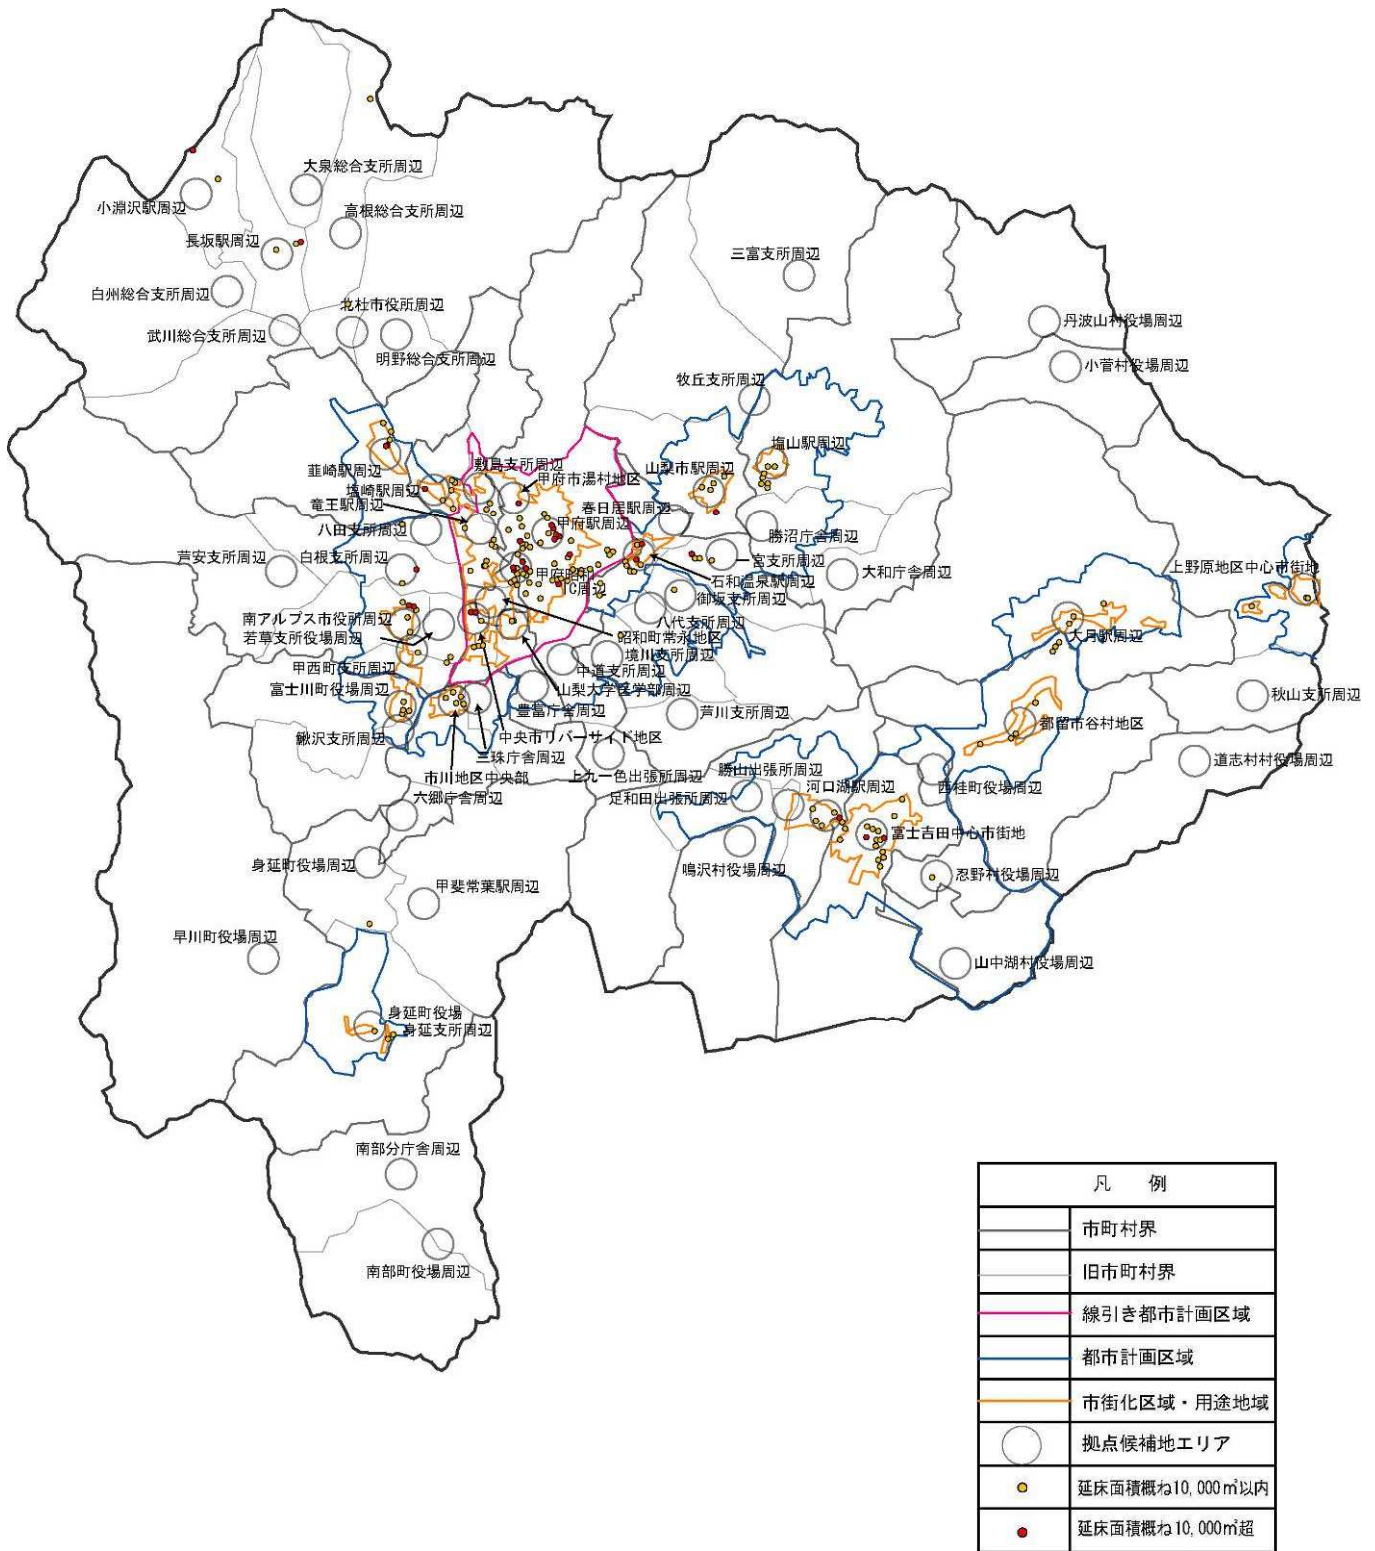 大泉総合支所周辺
小淵沢駅周辺
高根総合支所周辺
長坂駅周辺
三富支所周辺
白州総合支所周辺
北杜市役所周辺
丹波山村役場周辺
武川総合支所周辺
明野総合支所周辺
小菅村役場周辺
牧丘支所周辺
塩山駅周辺
敷島支所周辺
山梨市駅周辺
韮崎駅周辺
甲府市湯村地区
塩崎駅周辺
竜王駅周辺
春日居駅周辺
八田支所周辺
甲府駅周辺
勝沼庁舎周辺
芦安支所周辺
白根支所周辺
宮支所周辺
上野原地区中心市街地
甲府昭和
IC周辺
大和庁舎周辺
石和温泉駅周辺
御坂支所周辺
南アルプス市役所周辺
八代支所周辺
若草支所役場周辺
昭和町常永地区
大月駅周辺
境川支所周辺
甲西町支所周辺
中道支所周辺
富士川町役場周辺
山梨大学医学部周辺
秋山支所周辺
豊富庁舎周辺
芦川支所周辺
都留市谷村地区
鰍沢支所周辺
中央市リバーサイド地区
三珠庁舎周辺
道志村村役場周辺
市川地区中央部
上九一色出張所周辺
勝山出張所周辺
河口湖駅周辺
西桂町役場周辺
六郷庁舎周辺
足和田出張所周辺
富士吉田中心市街地
身延町役場周辺
鳴沢村役場周辺
忍野村役場周辺
甲斐常葉駅周辺
早川町役場周辺
山中湖村役場周辺
身延町役場
身延支所周辺
南部分庁舎周辺
南部町役場周辺
凡 例
市町村界
旧市町村界
線引き都市計画区域
都市計画区域
市街化区域・用途地域
拠点候補地エリア
延床面積概ね10,000㎡以内
延床面積概ね10,000㎡超